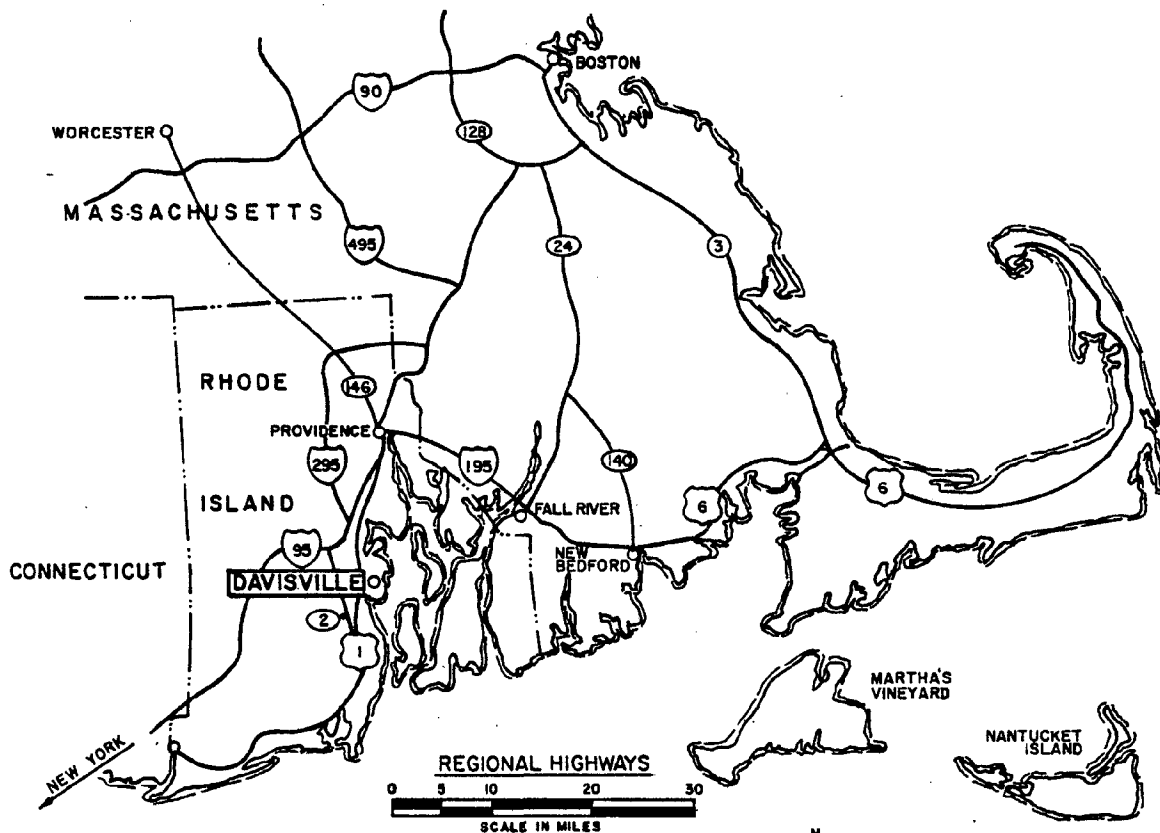 BOSTON
90
WORCESTER
128
MASSACHUSETTS
495
24
3
RHODE
146
PROVIDENCE
295
195
140
6
6
ISLAND
FALL RIVER
95
NEW
BEDFORD
CONNECTICUT
DAVISVILLE
2
1
MARTHA'S
VINEYARD
NANTUCKET
ISLAND
NEW YORK
REGIONAL HIGHWAYS
0 5 10 20 30
SCALE IN MILES
N